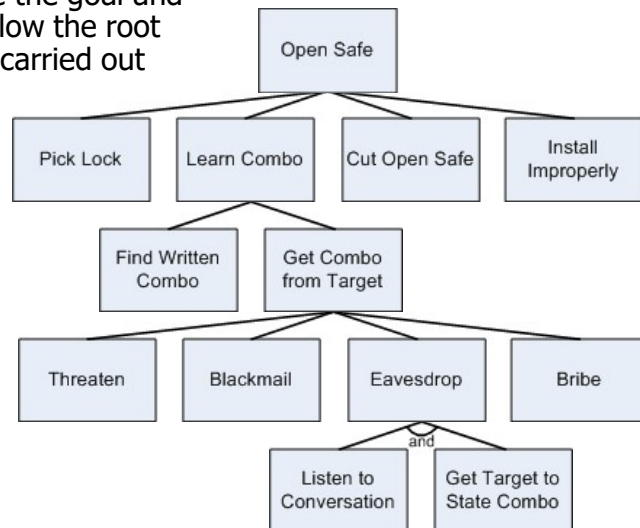 the goal and
low the root
carried out
Open Safe
Pick Lock
Learn Combo
Cut Open Safe
Install
Improperly
Find Written
Combo
Get Combo
from Target
Threaten
Blackmail
Eavesdrop
Bribe
and
Listen to
Conversation
Get Target to
State Combo